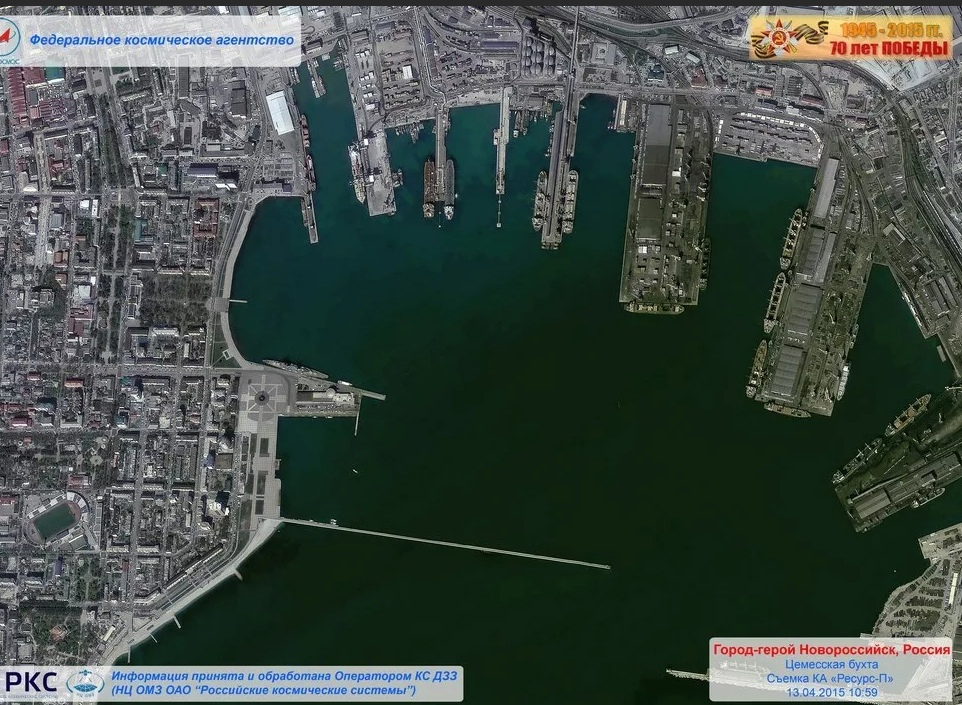 Федеральное космическое агентство
1945 - 2015 гг.
70 лет ПОБЕДЫ
РКС
Информация принята и обработана Оператором КС ДЗЗ
(НЦ ОМЗ ОАО “Российские космические системы”)
Город-герой Новороссийск, Россия
Цемесская бухта
Съемка КА «Ресурс-П»
13.04.2015 10:59